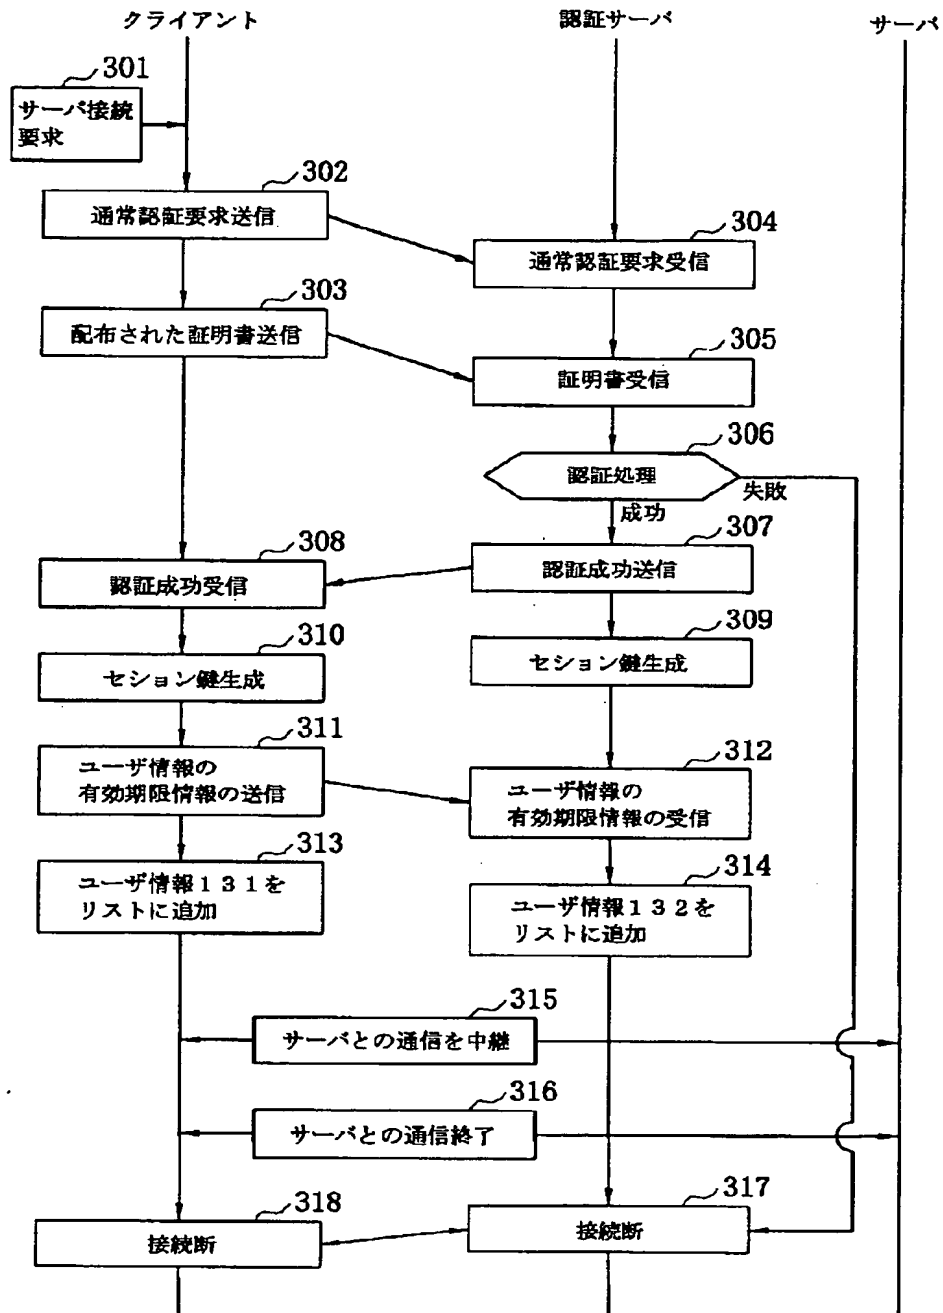 クライアント
認証サーバ
サーバ
301
サーバ接続
要求
302
通常認証要求送信
304
通常認証要求受信
303
配布された証明書送信
305
証明書受信
306
認証処理
失敗
成功
307
認証成功送信
308
認証成功受信
309
セション鍵生成
310
セション鍵生成
311
ユーザ情報の
有効期限情報の送信
312
ユーザ情報の
有効期限情報の受信
313
ユーザ情報131を
リストに追加
314
ユーザ情報132を
リストに追加
315
サーバとの通信を中継
316
サーバとの通信終了
317
接続断
318
接続断